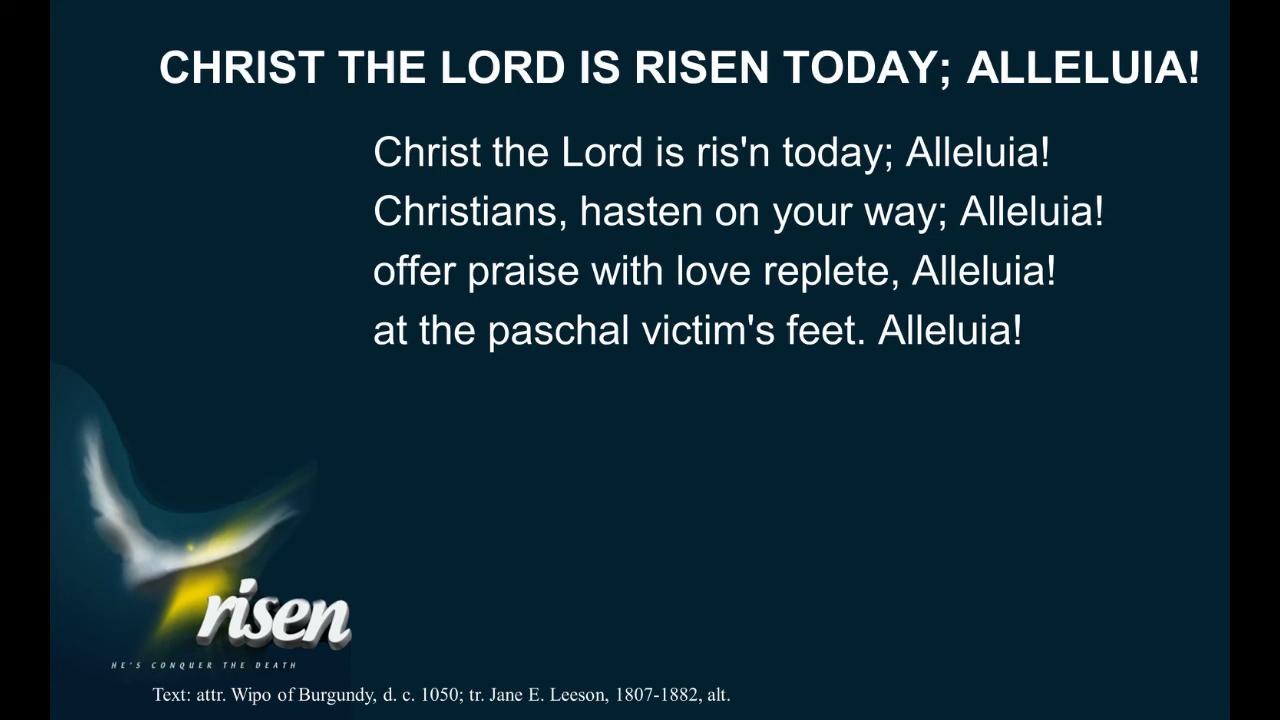 CHRIST THE LORD IS RISEN TODAY; ALLELUIA!
Christ the Lord is ris'n today; Alleluia!
Christians, hasten on your way; Alleluia!
offer praise with love replete, Alleluia!
at the paschal victim's feet. Alleluia!
risen
HE'S CONQUER THE DEATH
Text: attr. Wipo of Burgundy, d. c. 1050; tr. Jane E. Leeson, 1807-1882, alt.